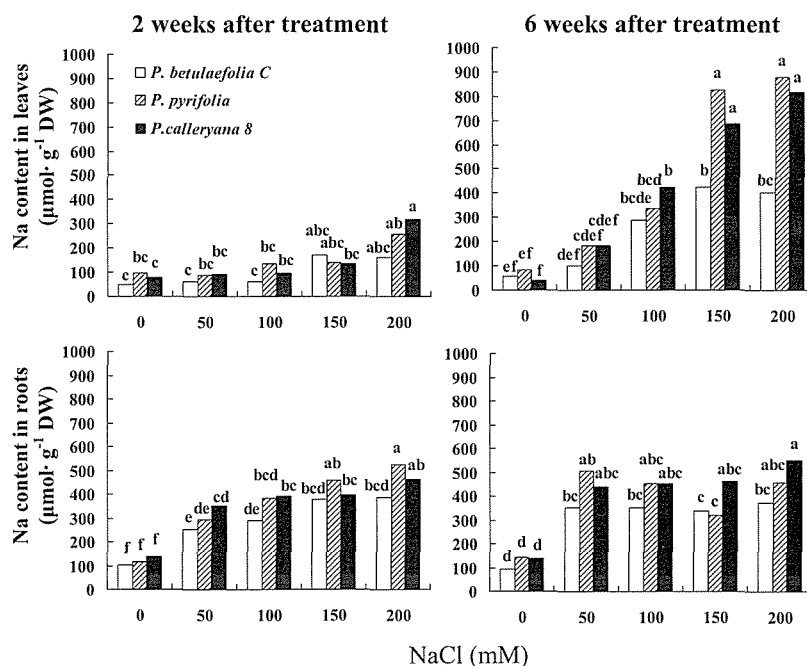 2 weeks after treatment
6 weeks after treatment
Na content in leaves
(μmol· g⁻¹ DW)
1000
900
800
700
600
500
400
300
200
100
0
P. betulaefolia C
P. pyrifolia
P.calleryana 8
c bc c
c bc bc
c bc bc
abc abc abc
abc ab a
0 50 100 150 200
1000
900
800
700
600
500
400
300
200
100
0
ef ef f
def cdef cdef
bcde bcd b
b a a
bc a a
0 50 100 150 200
Na content in roots
(μmol· g⁻¹ DW)
1000
900
800
700
600
500
400
300
200
100
0
f f f
e de cd
de bcd bc
bcd ab bc
bcd a ab
0 50 100 150 200
1000
900
800
700
600
500
400
300
200
100
0
d d d
bc ab abc
bc abc abc
c c abc
bc abc a
0 50 100 150 200
NaCl (mM)